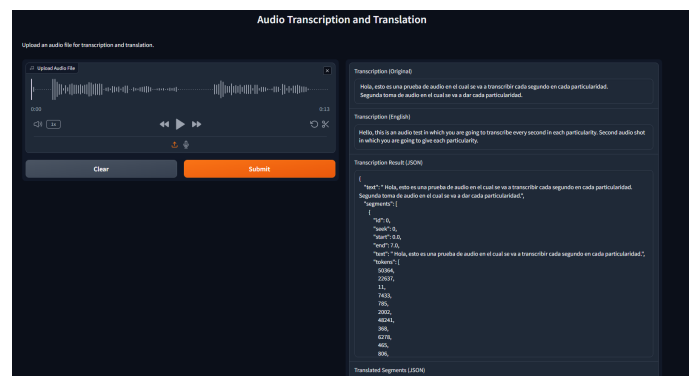 Audio Transcription and Translation
Upload an audio file for transcription and translation.
Upload Audio File
0:00
0:13
1x
Clear
Submit
Transcription (Original)
Hola, esto es una prueba de audio en el cual se va a transcribir cada segundo en cada particularidad.
Segunda toma de audio en el cual se va a dar cada particularidad.
Transcription (English)
Hello, this is an audio test in which you are going to transcribe every second in each particularity. Second audio shot
in which you are going to give each particularity.
Transcription Result (JSON)
{
"text": " Hola, esto es una prueba de audio en el cual se va a transcribir cada segundo en cada particularidad.
Segunda toma de audio en el cual se va a dar cada particularidad.",
"segments": [
{
"id": 0,
"seek": 0,
"start": 0.0,
"end": 7.0,
"text": " Hola, esto es una prueba de audio en el cual se va a transcribir cada segundo en cada particularidad.",
"tokens": [
50364,
22637,
11,
7433,
785,
2002,
48241,
368,
6278,
465,
806,
Translated Segments (JSON)